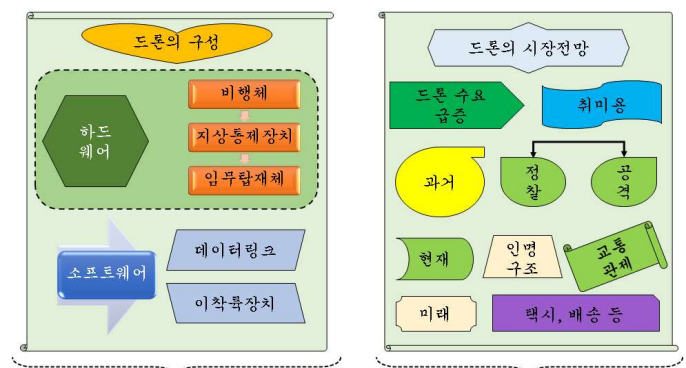 드론의 구성
하드
웨어
비행체
지상통제장치
임무탑재체
소프트웨어
데이터링크
이착륙장치
드론의 시장전망
드론 수요
급증
취미용
과거
정
찰
공
격
현재
인명
구조
교통
관제
미래
택시, 배송 등